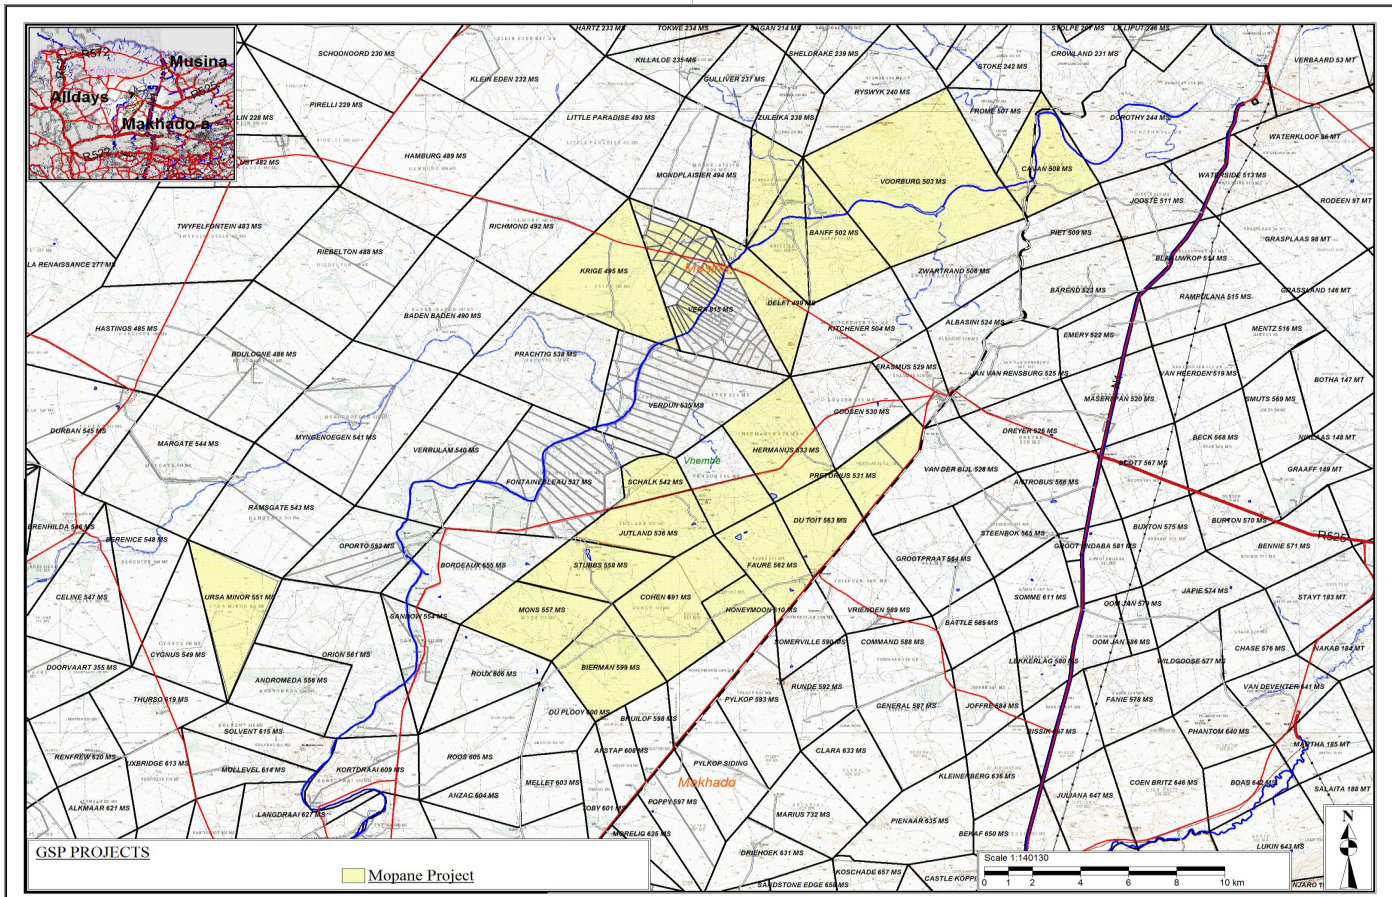 HARTZ 233 MS
TOKWE 234 MS
SAGAN 214 MS
STOLPE 207 MS
LILLIPUT 246 MS
R572
Musina
R521
R525
Alldays
Makhado-a
R522
SCHOONOORD 230 MS
KILLALOE 235 MS
SHELDRAKE 239 MS
CROWLAND 231 MS
VERBAARD 53 MT
KLEIN EDEN 232 MS
GULLIVER 237 MS
STOKE 242 MS
PIRELLI 229 MS
RYSWYK 240 MS
LIN 228 MS
LITTLE PARADISE 493 MS
ZULEIKA 238 MS
FROME 507 MS
DOROTHY 244 MS
WATERKLOOF 96 MT
UST 482 MS
HAMBURG 489 MS
MONDPLAISIER 494 MS
VOORBURG 503 MS
CAVAN 508 MS
WATERSIDE 513 MS
JOOSTE 511 MS
RODEEN 97 MT
TWYFELFONTEIN 483 MS
RICHMOND 492 MS
BANFF 502 MS
PIET 509 MS
GRASPLAAS 98 MT
RIEBELTON 488 MS
LA RENAISSANCE 277 MS
KRIGE 495 MS
Musina
ZWARTRAND 506 MS
BLAAUWKOP 514 MS
BADEN BADEN 490 MS
VERA 815 MS
DELFT 499 MS
BAREND 523 MS
RAMPULANA 515 MS
GRASSLAND 146 MT
HASTINGS 485 MS
KITCHENER 504 MS
ALBASINI 524 MS
EMERY 522 MS
MENTZ 516 MS
BOULOGNE 486 MS
PRACHTIG 538 MS
ERASMUS 529 MS
JAN VAN RENSBURG 525 MS
VAN HEERDEN 519 MS
BOTHA 147 MT
DURBAN 545 MS
MARGATE 544 MS
MYNGENOEGEN 541 MS
VERDUN 535 MS
GOOSEN 530 MS
MASEREPAN 520 MS
SMUTS 569 MS
VERRULAM 540 MS
HERMANUS 533 MS
DREYER 526 MS
BECK 568 MS
NIKLAAS 148 MT
Vhembe
FONTAINEBLEAU 537 MS
SCHALK 542 MS
PRETORIUS 531 MS
VAN DER BIJL 528 MS
SCOTT 567 MS
GRAAFF 149 MT
ANTROBUS 566 MS
RAMSGATE 543 MS
BERENHILDA 546 MS
BERENICE 548 MS
JUTLAND 536 MS
DU TOIT 563 MS
STEENBOK 565 MS
BUXTON 575 MS
BURTON 570 MS
R525
OPORTO 552 MS
BORDEAUX 555 MS
STUBBS 558 MS
FAURE 562 MS
GROOTPRAAT 564 MS
GROOT ENDABA 581 MS
BENNIE 571 MS
CELINE 547 MS
URSA MINOR 551 MS
MONS 557 MS
COHEN 591 MS
HONEYMOON 610 MS
VRIENDEN 589 MS
SOMME 611 MS
OOM JAN 579 MS
JAPIE 574 MS
STAYT 183 MT
SANDOW 554 MS
BATTLE 585 MS
DOORVAART 355 MS
CYGNUS 549 MS
ORION 561 MS
SOMERVILLE 590 MS
COMMAND 588 MS
OOM JAN 586 MS
CHASE 576 MS
NAKAB 184 MT
LEKKERLAG 580 MS
WILDGOOSE 577 MS
ANDROMEDA 556 MS
ROUX 606 MS
BIERMAN 599 MS
RUNDE 592 MS
VAN DEVENTER 641 MS
THURSO 619 MS
PYLKOP 593 MS
GENERAL 587 MS
JOFFRE 584 MS
FANIE 578 MS
SOLVENT 615 MS
DU PLOOY 600 MS
BRUILOF 598 MS
BISSIK 597 MS
PHANTOM 640 MS
RENFREW 620 MS
UXBRIDGE 613 MS
MOLLEVEL 614 MS
KORTDRAAI 609 MS
ROOS 605 MS
AFSTAP 608 MS
PYLKOP SIDING
CLARA 633 MS
MARTHA 185 MT
MELLET 603 MS
Makhado
KLEINENBERG 636 MS
COEN BRITZ 646 MS
BOAS 642 MS
ALKMAAR 621 MS
LANGDRAAI 627 MS
ANZAC 604 MS
ZOBY 601 MS
POPPY 597 MS
MARIUS 732 MS
PIENAAR 635 MS
JULIANA 647 MS
SALAITA 188 MT
MORELIG 625 MS
BEKAF 650 MS
LUKIN 643 MS
DRIEHOEK 631 MS
KOSCHADE 657 MS
SANDSTONE EDGE 658 MS
CASTLE KOPPI
NJARO 1
GSP PROJECTS
Mopane Project
Scale 1:140130
0 1 2 4 6 8 10 km
N